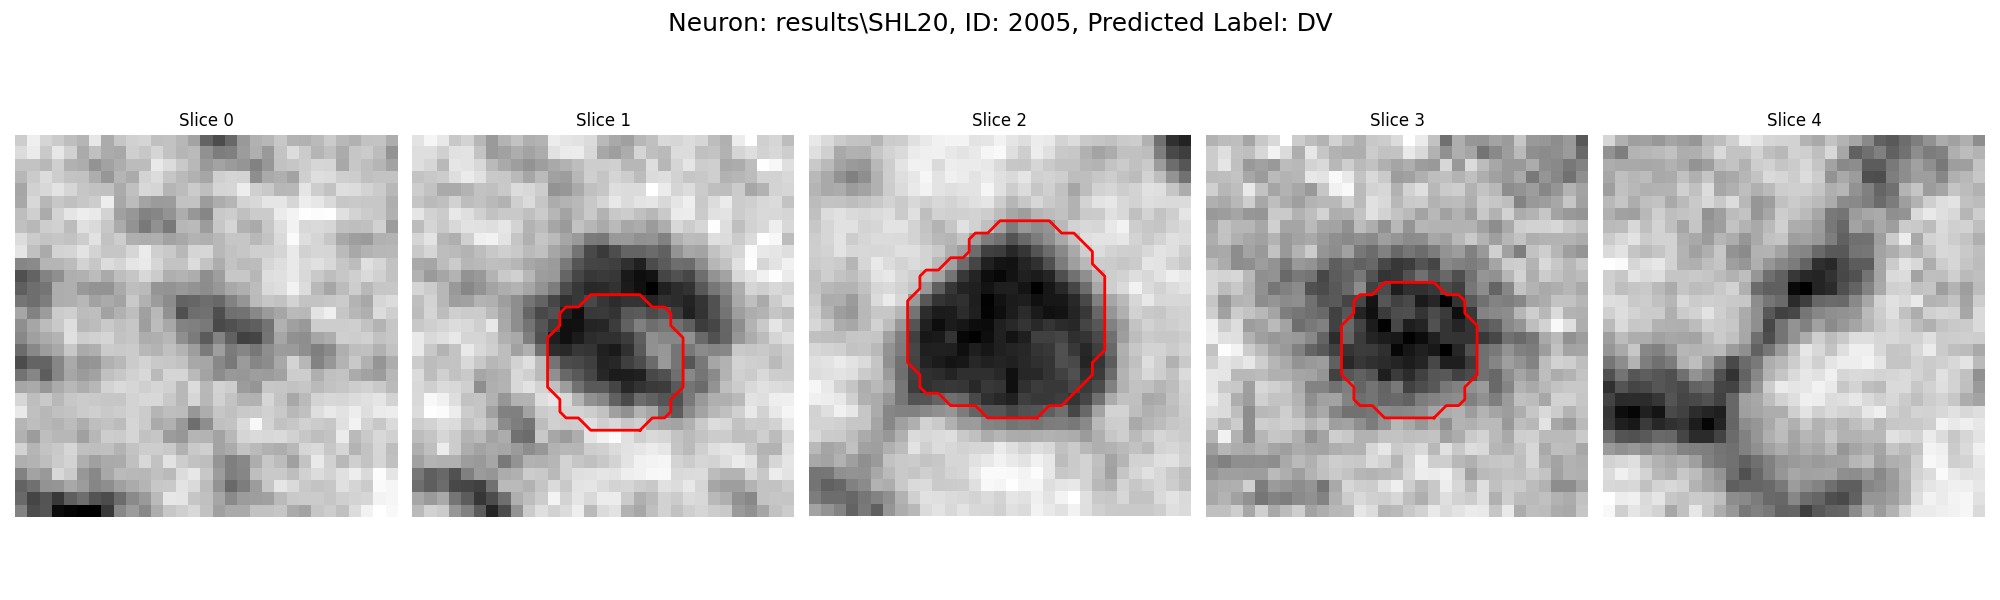 Neuron: results\SHL20, ID: 2005, Predicted Label: DV
Slice 0
Slice 1
Slice 2
Slice 3
Slice 4